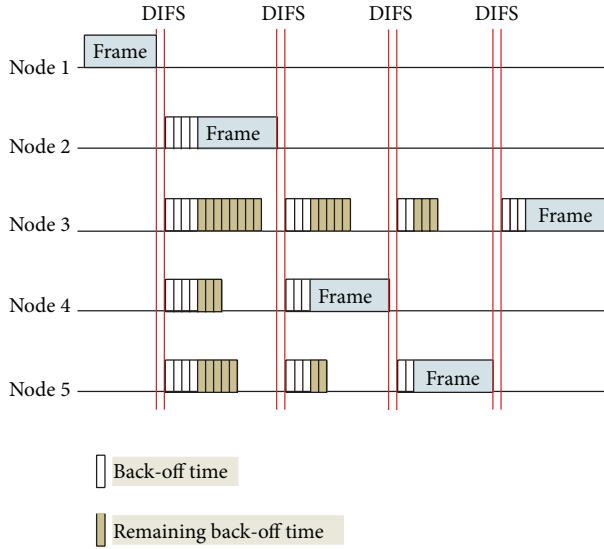 DIFS DIFS DIFS DIFS
Node 1 Frame
Node 2 Frame
Node 3 Frame
Node 4 Frame
Node 5 Frame
Back-off time
Remaining back-off time